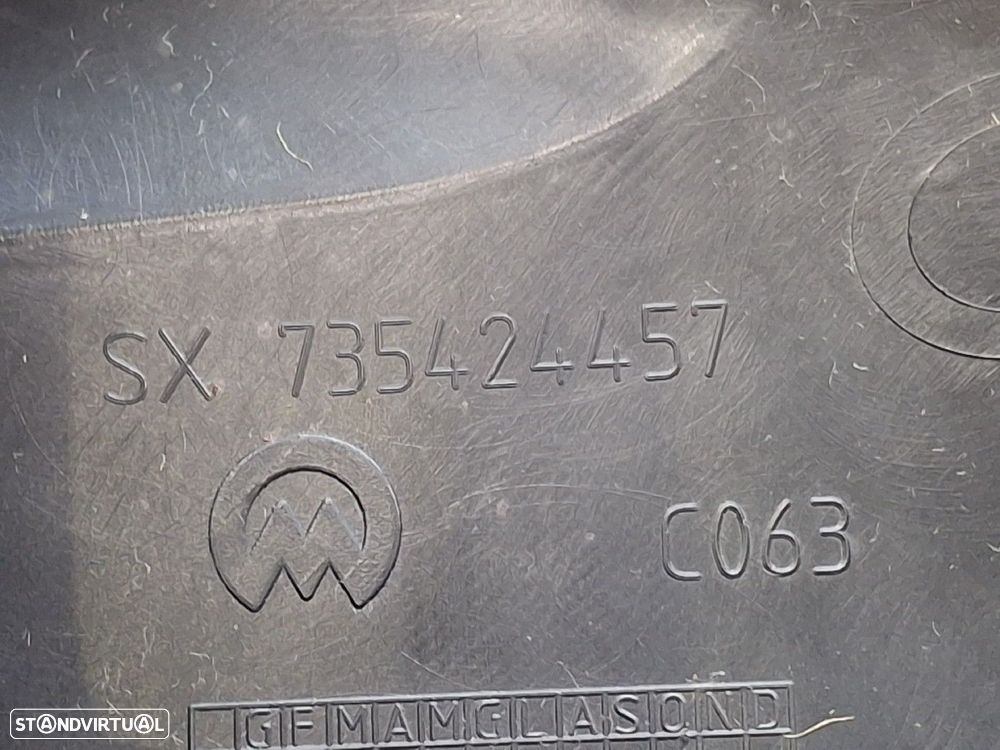 SX 735424457
C063
GFMAMGLASOND
STANDVIRTUAL